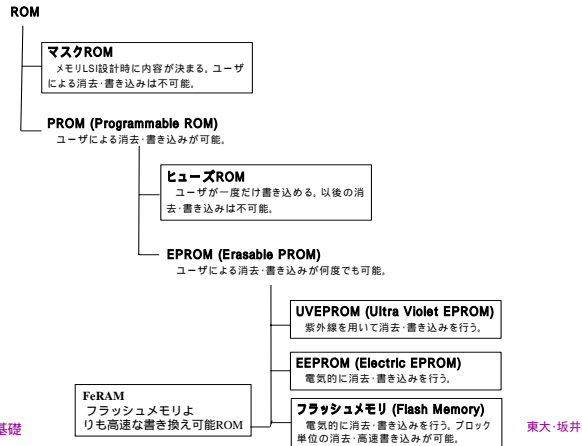 ROM
マスクROM
メモリLSI設計時に内容が決まる。ユーザ
による消去･書き込みは不可能。
PROM (Programmable ROM)
ユーザによる消去･書き込みが可能。
ヒューズROM
ユーザが一度だけ書き込める。以後の消
去･書き込みは不可能。
EPROM (Erasable PROM)
ユーザによる消去･書き込みが何度でも可能。
UVEPROM (Ultra Violet EPROM)
紫外線を用いて消去･書き込みを行う。
EEPROM (Electric EPROM)
電気的に消去･書き込みを行う。
FeRAM
フラッシュメモリよ
りも高速な書き換え可能ROM
フラッシュメモリ (Flash Memory)
電気的に消去･書き込みを行う。ブロック
単位の消去･高速書き込みが可能。
基礎
東大･坂井